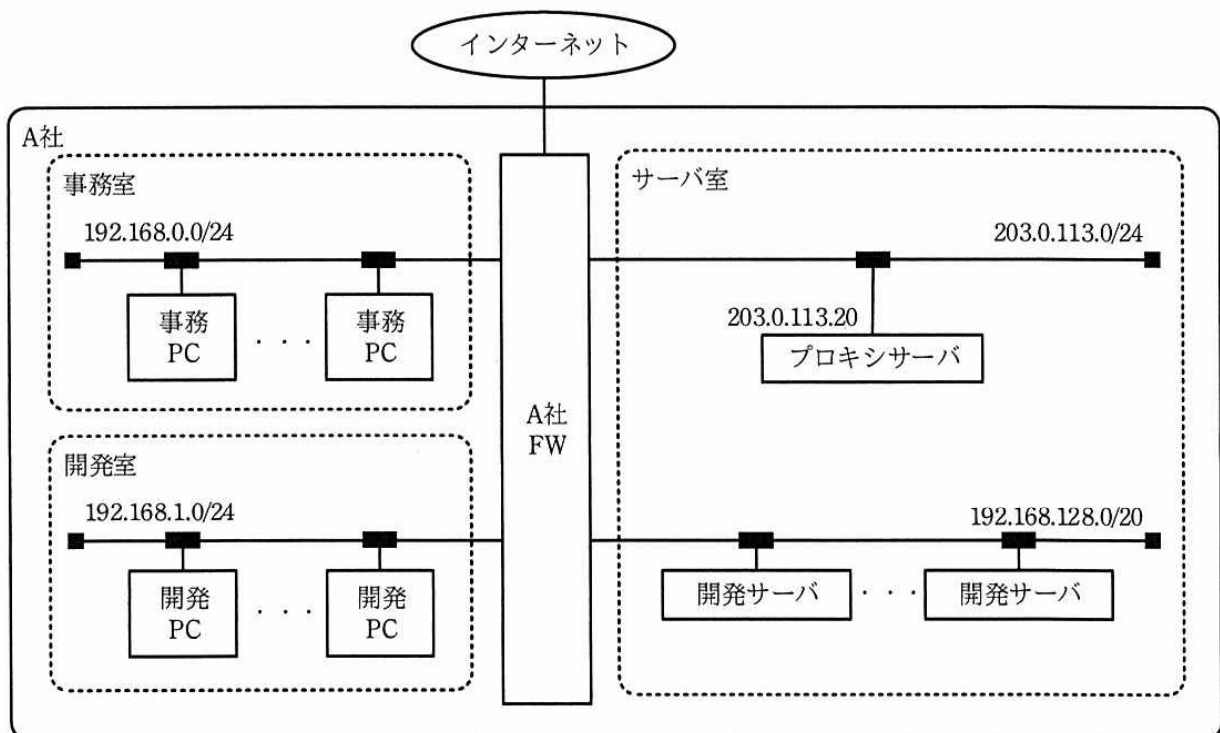 インターネット
A社
事務室
192.168.0.0/24
事務
PC
・・・
事務
PC
開発室
192.168.1.0/24
開発
PC
・・・
開発
PC
A社
FW
サーバ室
203.0.113.0/24
203.0.113.20
プロキシサーバ
192.168.128.0/20
開発サーバ
・・・
開発サーバ